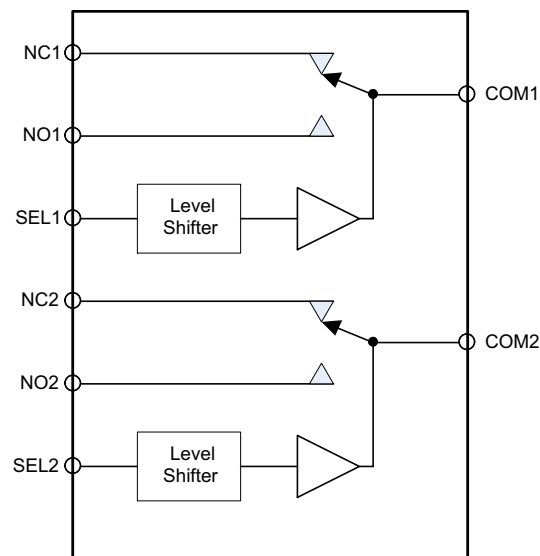 NC1
COM1
NO1
SEL1
Level
Shifter
NC2
COM2
NO2
SEL2
Level
Shifter